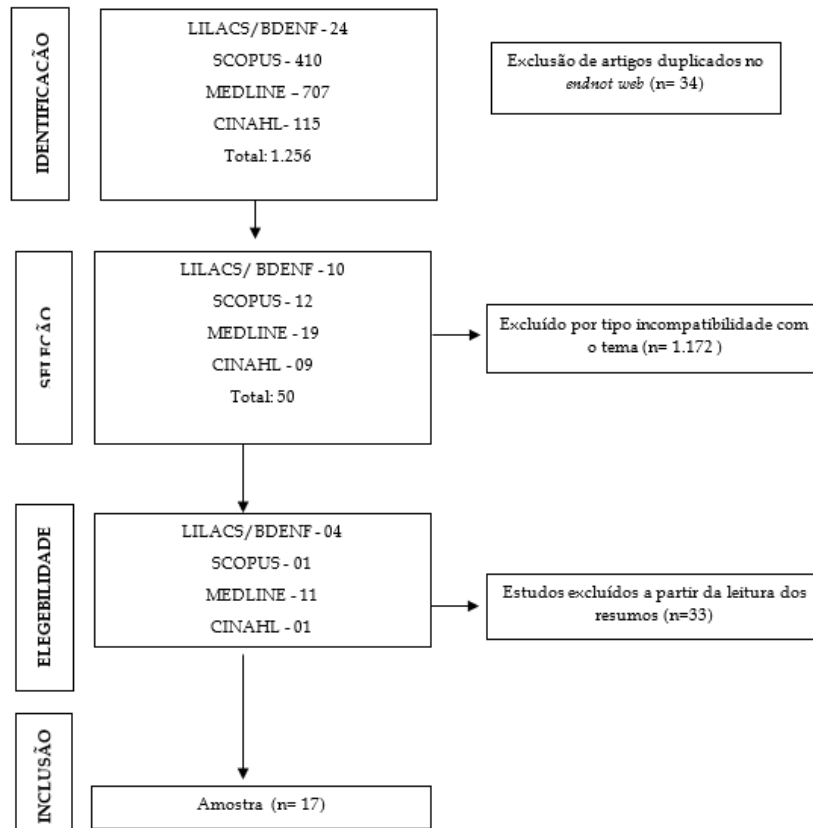 IDENTIFICAÇÃO
LILACS/BDENF - 24
SCOPUS - 410
MEDLINE – 707
CINAHL- 115
Total: 1.256
Exclusão de artigos duplicados no
endnot web (n= 34)
SELEÇÃO
LILACS/ BDENF - 10
SCOPUS - 12
MEDLINE - 19
CINAHL - 09
Total: 50
Excluído por tipo incompatibilidade com
o tema (n= 1.172 )
ELEGEBILIDADE
LILACS/BDENF - 04
SCOPUS - 01
MEDLINE - 11
CINAHL - 01
Estudos excluídos a partir da leitura dos
resumos (n=33)
INCLUSÃO
Amostra (n= 17)